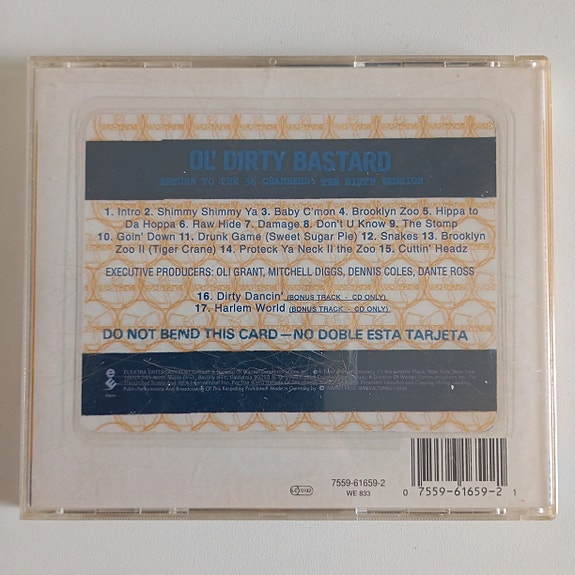 OL' DIRTY BASTARD
RETURN TO THE 36 CHAMBERS: THE DIRTY VERSION
1. Intro 2. Shimmy Shimmy Ya 3. Baby C'mon 4. Brooklyn Zoo 5. Hippa to
Da Hoppa 6. Raw Hide 7. Damage 8. Don't U Know 9. The Stomp
10. Goin' Down 11. Drunk Game (Sweet Sugar Pie) 12. Snakes 13. Brooklyn
Zoo II (Tiger Crane) 14. Proteck Ya Neck II the Zoo 15. Cuttin' Headz
EXECUTIVE PRODUCERS: OLI GRANT, MITCHELL DIGGS, DENNIS COLES, DANTE ROSS
16. Dirty Dancin' (BONUS TRACK - CD ONLY)
17. Harlem World (BONUS TRACK - CD ONLY)
DO NOT BEND THIS CARD—NO DOBLE ESTA TARJETA
7559-61659-2
WE 833
0 7559-61659-2 1